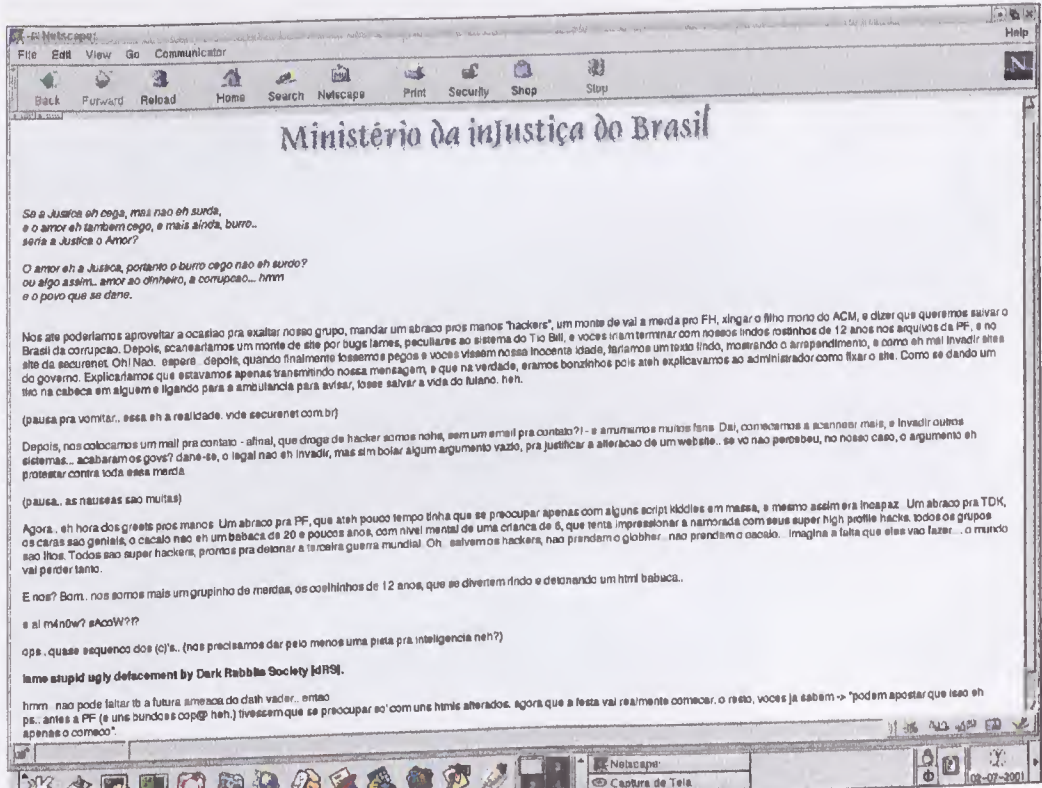 Netscape:
File Edit View Go Communicator
Help
Back Forward Reload Home Search Netscape Print Security Shop Stop
N
Ministério da inJustiça do Brasil
Se a Justica eh cega, mas nao eh surda,
e o amor eh tambem cego, e mais ainda, burro..
seria a Justica o Amor?
O amor eh a Justica, portanto o burro cego nao eh surdo?
ou algo assim.. amor ao dinheiro, a corrupcao... hmm
e o povo que se dane.
Nos ate poderiamos aproveitar a ocasiao pra exaltar nosso grupo, mandar um abraco pros manos "hackers", um monte de vai a merda pro FH, xingar o filho morto do ACM, e dizer que queremos salvar o
Brasil da corrupcao. Depois, scaneariamos um monte de site por bugs lames, peculiares ao sistema do Tio Bill, e voces iriam terminar com nossos lindos rostinhos de 12 anos nos arquivos da PF, e no
site da securenet. Oh! Nao.. espere.. depois, quando finalmente fossemos pegos e voces vissem nossa inocente idade, fariamos um texto lindo, mostrando o arrependimento, e como eh mal invadir sites
do governo. Explicariamos que estavamos apenas transmitindo nossa mensagem, e que na verdade, eramos bonzinhos pois ateh explicavamos ao administrador como fixar o site. Como se dando um
tiro na cabeca em alguem e ligando para a ambulancia para avisar, fosse salvar a vida do fulano. heh.
(pausa pra vomitar.. essa eh a realidade. vide securenet.com.br)
Depois, nos colocamos um mail pra contato - afinal, que droga de hacker somos nohs, sem um email pra contato?! - e arrumamos muitos fans. Dai, comecamos a scannear mais, e invadir outros
sistemas... acabaram os govs? dane-se, o legal nao eh invadir, mas sim bolar algum argumento vazio, pra justificar a alteracao de um website.. se vo nao percebeu, no nosso caso, o argumento eh
protestar contra toda essa merda
(pausa.. as nauseas sao muitas)
Agora.. eh hora dos greets pros manos. Um abraco pra PF, que ateh pouco tempo tinha que se preocupar apenas com alguns script kiddies em massa, e mesmo assim era incapaz. Um abraco pra TDK,
os caras sao geniais, o cacalo nao eh um babaca de 20 e poucos anos, com nivel mental de uma crianca de 6, que tenta impressionar a namorada com seus super high profile hacks. todos os grupos
sao lihos. Todos sao super hackers, prontos pra detonar a terceira guerra mundial. Oh.. salvem os hackers, nao prendam o globher.. nao prendam o cacalo.. Imagina a falta que eles vao fazer.... o mundo
vai perder tanto.
E nos? Bom.. nos somos mais um grupinho de merdas, os coelhinhos de 12 anos, que se divertem rindo e detonando um html babaca..
e ai m4n0w? sAcoW?!?
ops.. quase esqueco dos (c)'s.. (nos precisamos dar pelo menos uma pista pra inteligencia neh?)
lame stupid ugly defacement by Dark Rabbits Society [dRS].
hmm.. nao pode faltar tb a futura ameaca do dath vader.. entao
ps.: antes a PF (e uns bundoes cop@ heh.) tivessem que se preocupar so' com uns htmls alterados. agora que a festa vai realmente comecar. o resto, voces ja sabem -> "podem apostar que isso eh
apenas o comeco".
Netscape:
Captura de Tela
02-07-2001